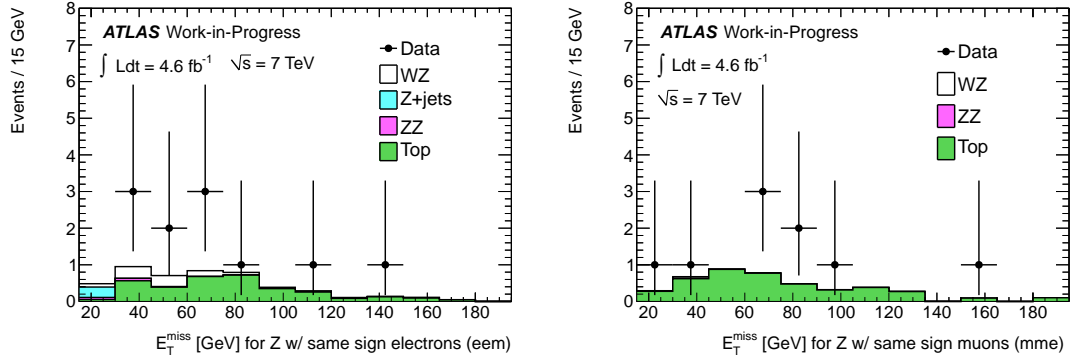 Events / 15 GeV
8
7
6
5
4
3
2
1
0
ATLAS Work-in-Progress
∫ Ldt = 4.6 fb⁻¹ √s = 7 TeV
Data
WZ
Z+jets
ZZ
Top
20 40 60 80 100 120 140 160 180
E_T^miss [GeV] for Z w/ same sign electrons (eem)
Events / 15 GeV
8
7
6
5
4
3
2
1
0
ATLAS Work-in-Progress
∫ Ldt = 4.6 fb⁻¹
√s = 7 TeV
Data
WZ
ZZ
Top
20 40 60 80 100 120 140 160 180
E_T^miss [GeV] for Z w/ same sign muons (mme)